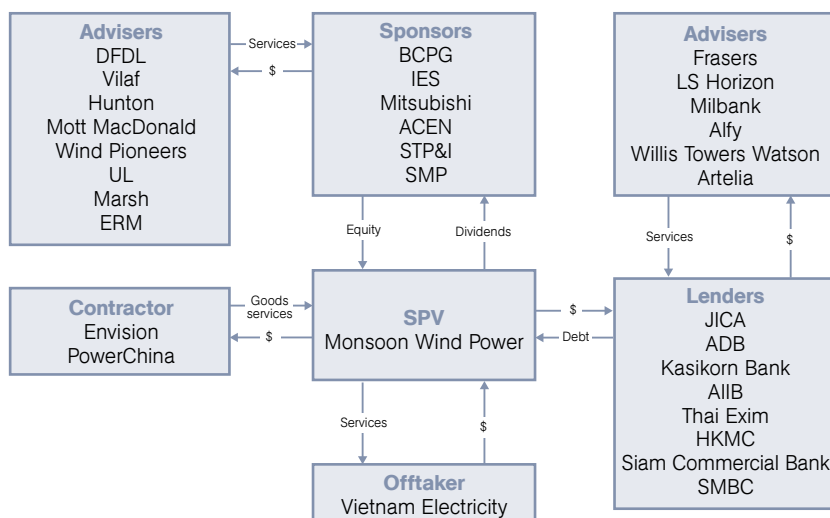 Advisers
DFDL
Vilaf
Hunton
Mott MacDonald
Wind Pioneers
UL
Marsh
ERM
Services
$
Sponsors
BCPG
IES
Mitsubishi
ACEN
STP&I
SMP
Advisers
Frasers
LS Horizon
Milbank
Alfy
Willis Towers Watson
Artelia
Equity
Dividends
Services
$
Contractor
Envision
PowerChina
Goods
services
$
SPV
Monsoon Wind Power
$
Debt
Lenders
JICA
ADB
Kasikorn Bank
AIIB
Thai Exim
HKMC
Siam Commercial Bank
SMBC
Services
$
Offtaker
Vietnam Electricity